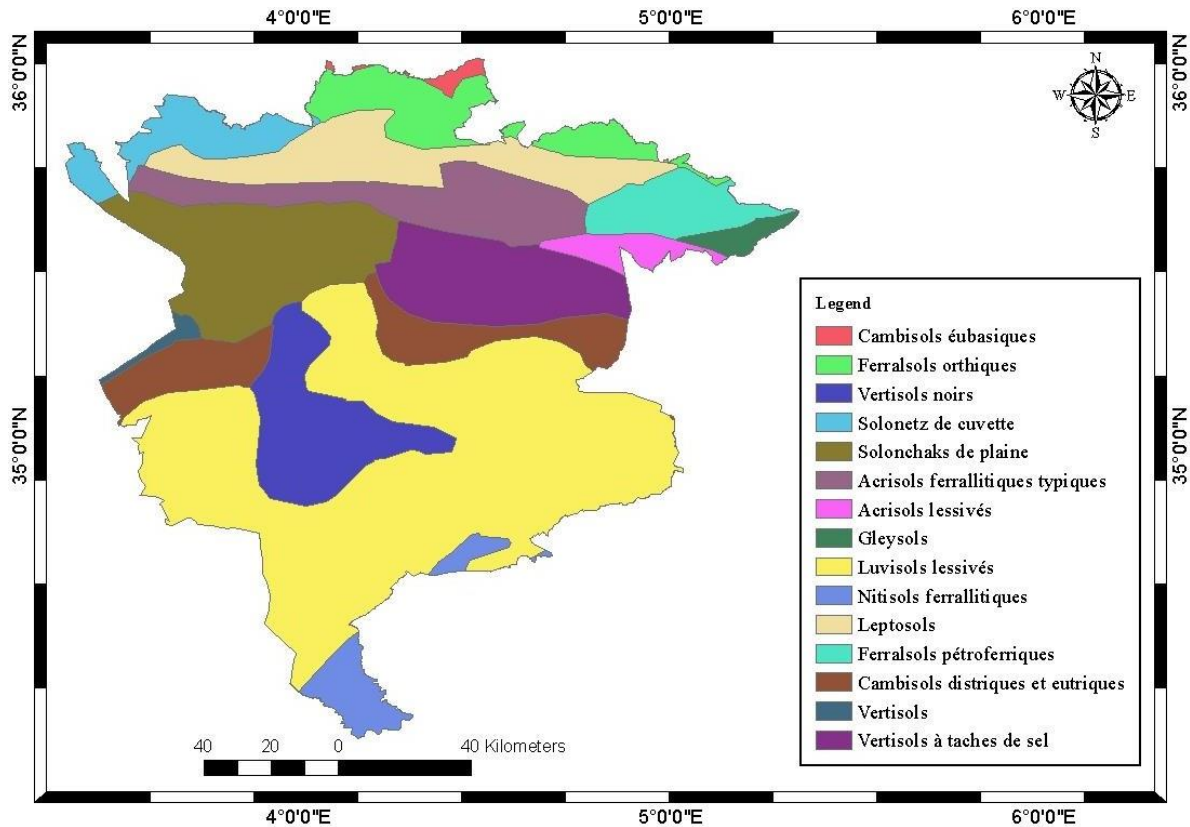 4°0'0"E 5°0'0"E 6°0'0"E
36°0'0"N 36°0'0"N
N
W E
S
Legend
Cambisols éubasiques
Ferralsols orthiques
Vertisols noirs
Solonetz de cuvette
Solonchaks de plaine
Acrisols ferrallitiques typiques
Acrisols lessivés
Gleysols
Luvisols lessivés
Nitisols ferrallitiques
Leptosols
Ferralsols pétroferriques
Cambisols distriques et eutriques
Vertisols
Vertisols à taches de sel
35°0'0"N 35°0'0"N
40 20 0 40 Kilometers
4°0'0"E 5°0'0"E 6°0'0"E